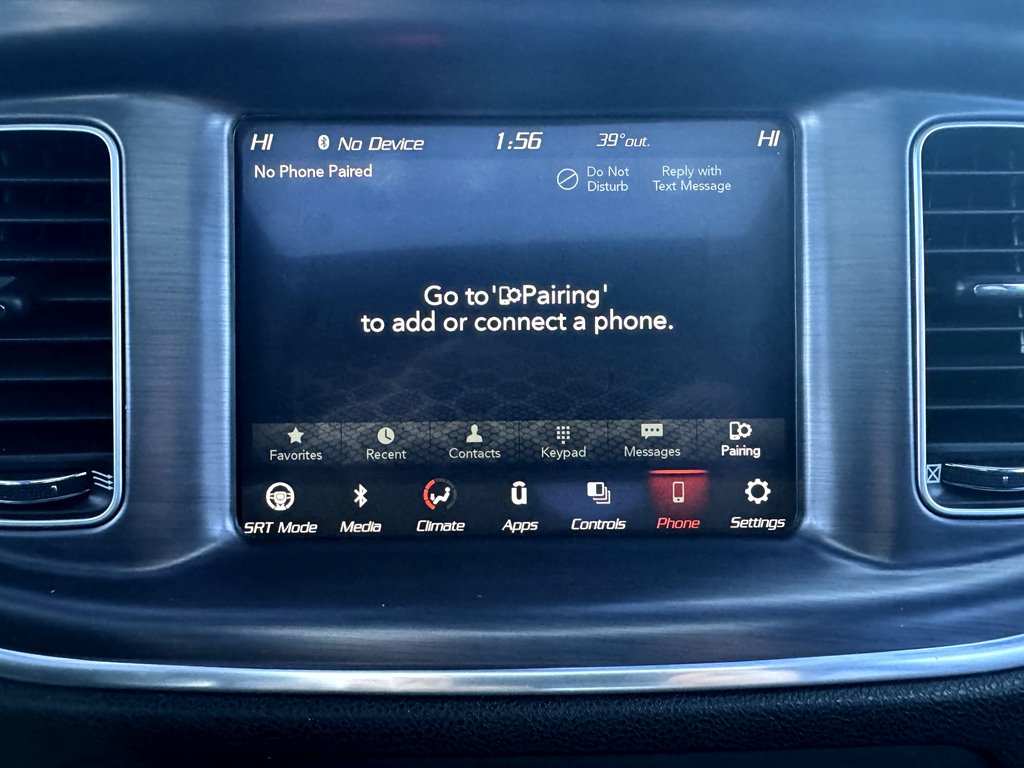 HI No Device 1:56 39°out. HI
No Phone Paired
Do Not
Disturb
Reply with
Text Message
Go to 'Pairing'
to add or connect a phone.
Favorites Recent Contacts Keypad Messages Pairing
SRT Mode Media Climate Apps Controls Phone Settings